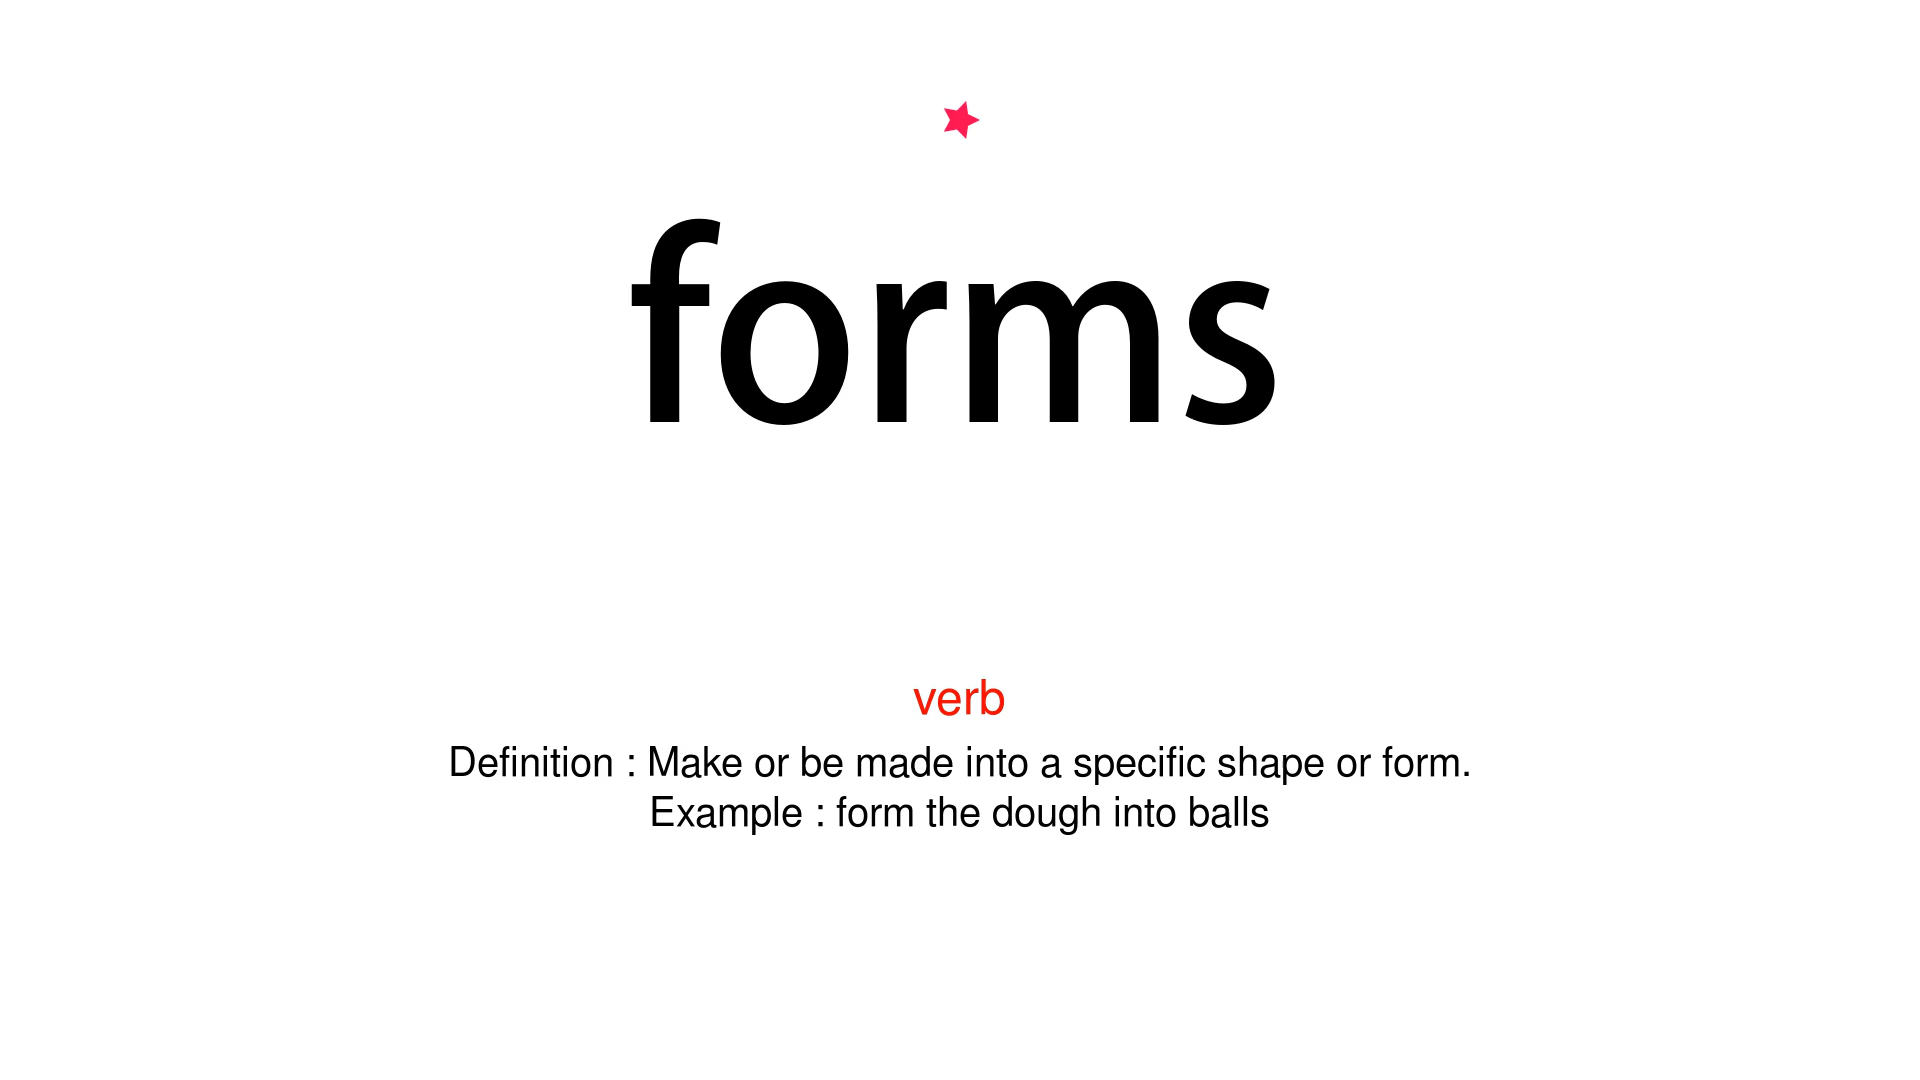 forms
verb
Definition : Make or be made into a specific shape or form.
Example : form the dough into balls